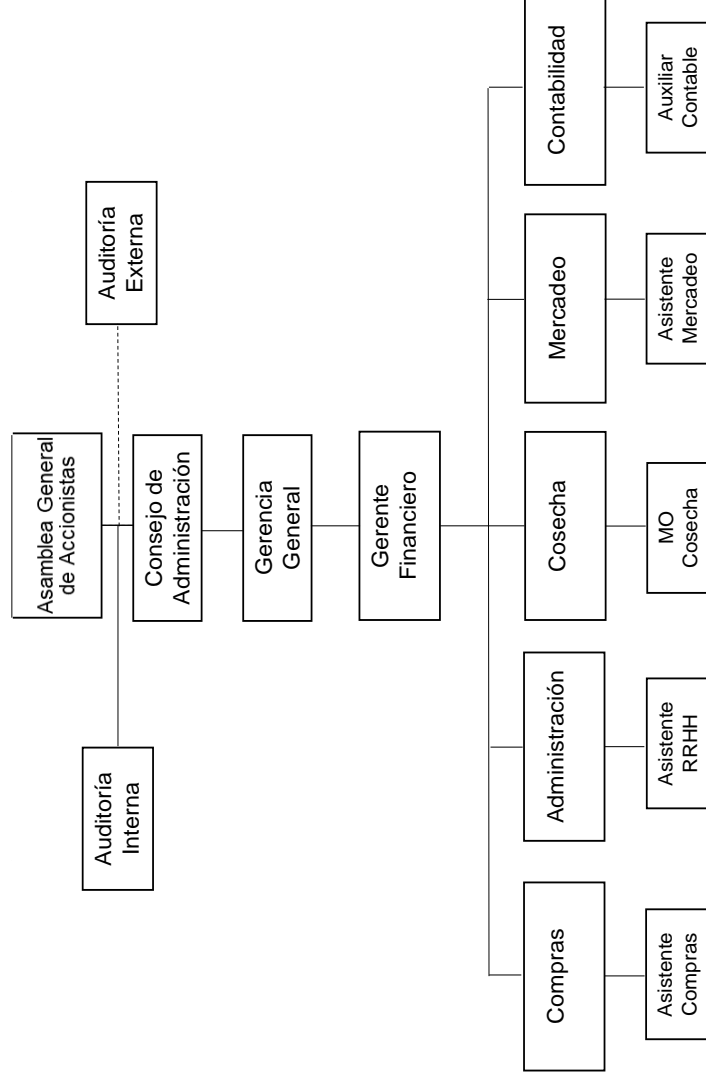 Asamblea General
de Accionistas
Auditoría
Interna
Auditoría
Externa
Consejo de
Administración
Gerencia
General
Gerente
Financiero
Compras
Administración
Cosecha
Mercadeo
Contabilidad
Asistente
Compras
Asistente
RRHH
MO
Cosecha
Asistente
Mercadeo
Auxiliar
Contable